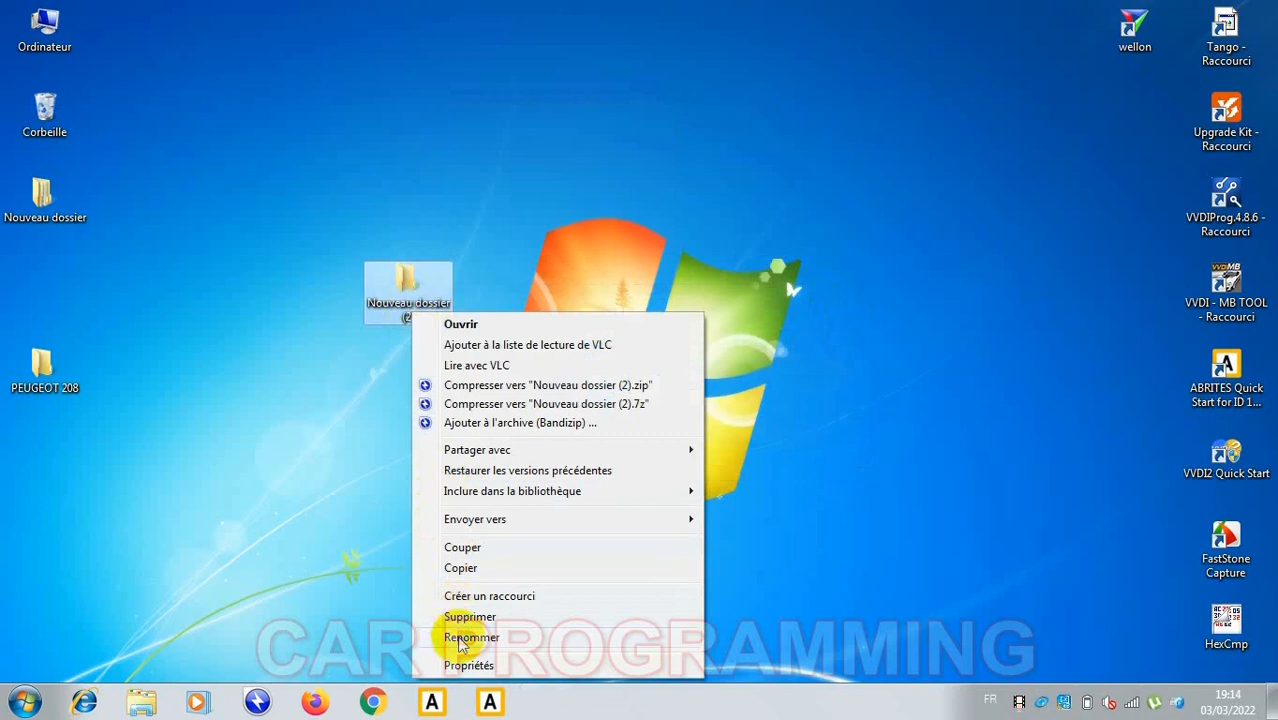 Ordinateur
Corbeille
Nouveau dossier
PEUGEOT 208
Nouveau dossier
(2
Ouvrir
Ajouter à la liste de lecture de VLC
Lire avec VLC
Compresser vers "Nouveau dossier (2).zip"
Compresser vers "Nouveau dossier (2).7z"
Ajouter à l'archive (Bandizip) ...
Partager avec
Restaurer les versions précédentes
Inclure dans la bibliothèque
Envoyer vers
Couper
Copier
Créer un raccourci
Supprimer
Renommer
Propriétés
CAR PROGRAMMING
wellon
Tango -
Raccourci
Upgrade Kit -
Raccourci
VVDIProg.4.8.6 -
Raccourci
VVDI
MB
VVDI - MB TOOL
- Raccourci
A
ABRITES Quick
Start for ID 1...
VVDI2 Quick Start
FastStone
Capture
HexCmp
A
A
FR
19:14
03/03/2022